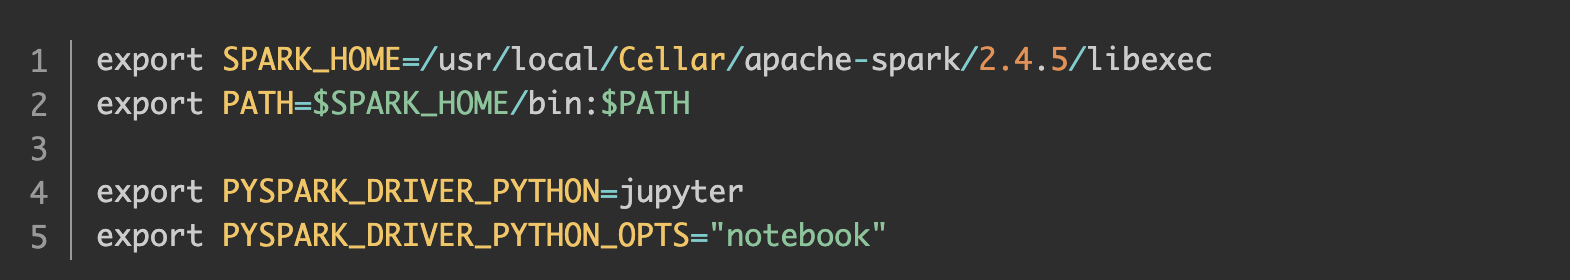 1 export SPARK_HOME=/usr/local/Cellar/apache-spark/2.4.5/libexec
2 export PATH=$SPARK_HOME/bin:$PATH
3
4 export PYSPARK_DRIVER_PYTHON=jupyter
5 export PYSPARK_DRIVER_PYTHON_OPTS="notebook"